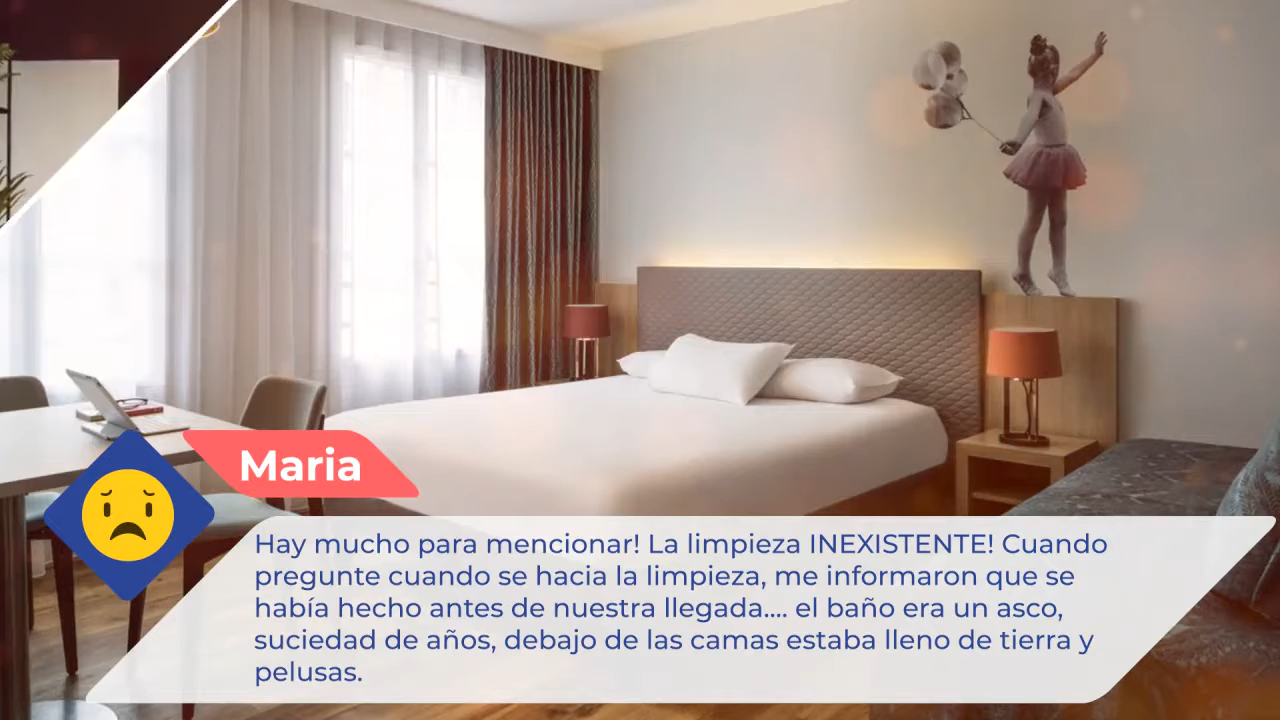 Maria
Hay mucho para mencionar! La limpieza INEXISTENTE! Cuando
pregunte cuando se hacia la limpieza, me informaron que se
había hecho antes de nuestra llegada.... el baño era un asco,
suciedad de años, debajo de las camas estaba lleno de tierra y
pelusas.